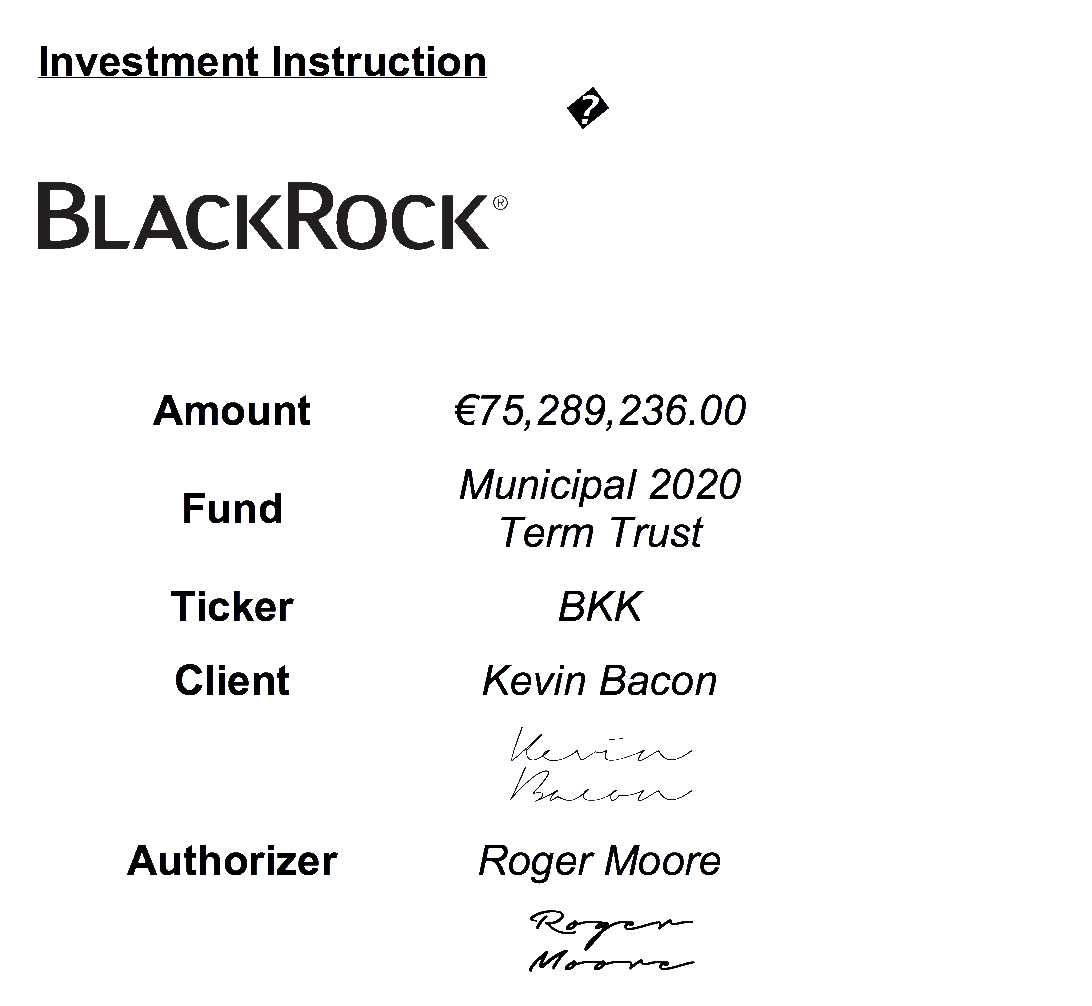 Investment Instruction
�
BLACKROCK®
Amount €75,289,236.00
Fund Municipal 2020
Term Trust
Ticker BKK
Client Kevin Bacon
Kevin
Bacon
Authorizer Roger Moore
Roger
Moore